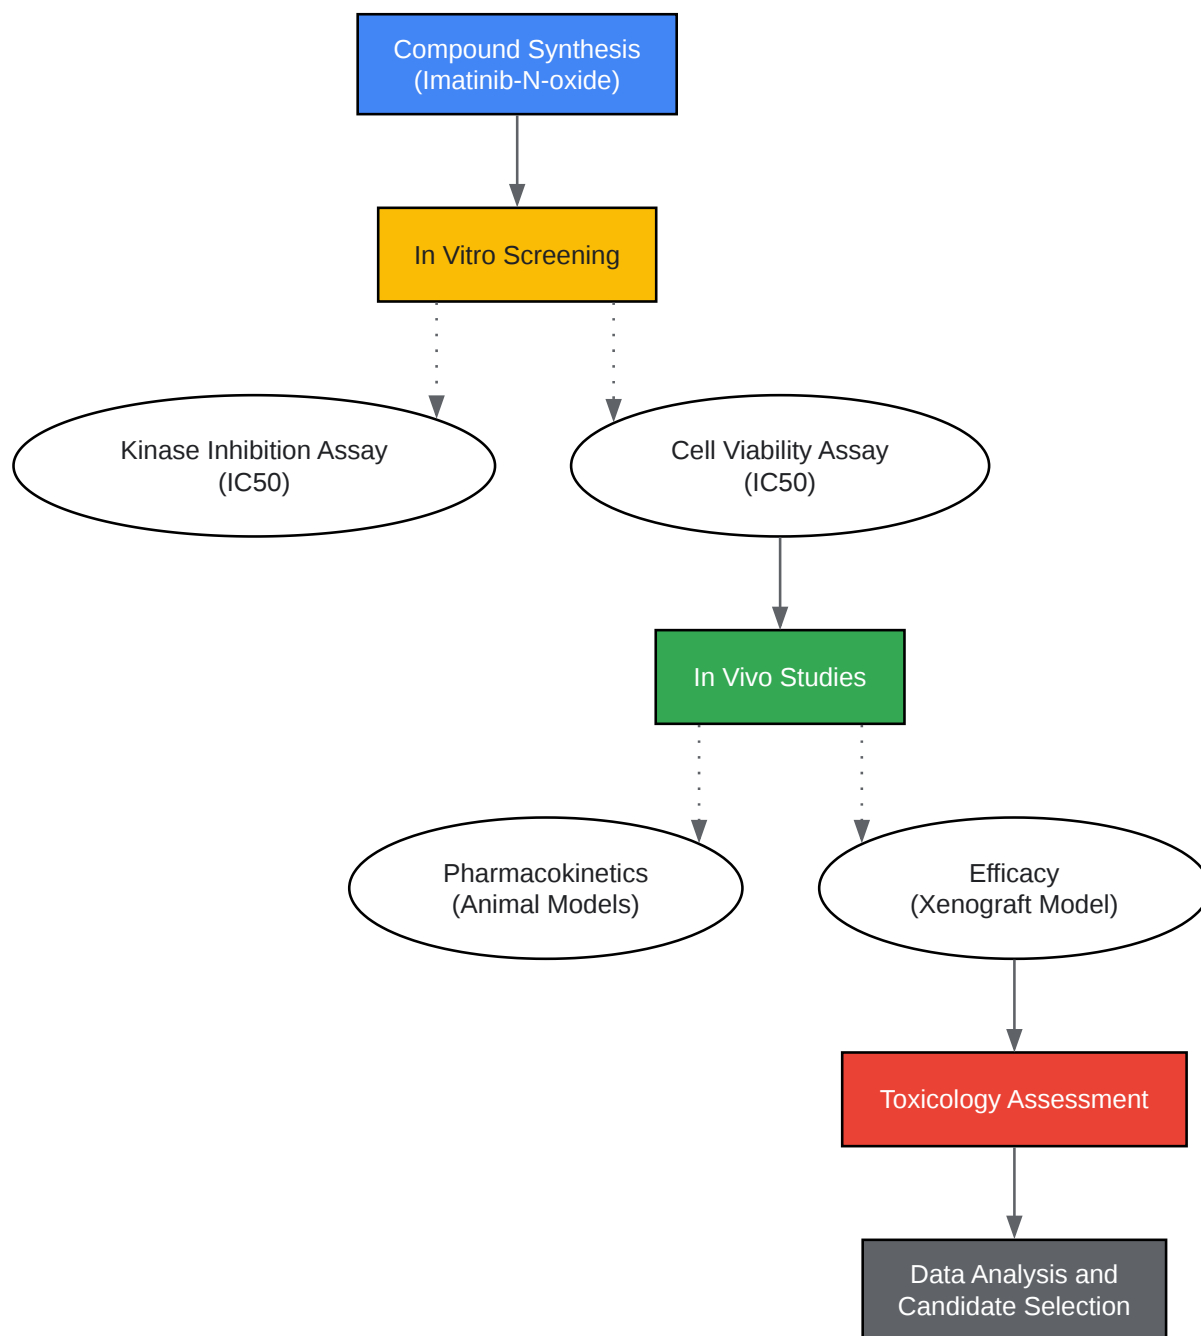 Compound Synthesis
(Imatinib-N-oxide)
In Vitro Screening
Kinase Inhibition Assay
(IC50)
Cell Viability Assay
(IC50)
In Vivo Studies
Pharmacokinetics
(Animal Models)
Efficacy
(Xenograft Model)
Toxicology Assessment
Data Analysis and
Candidate Selection